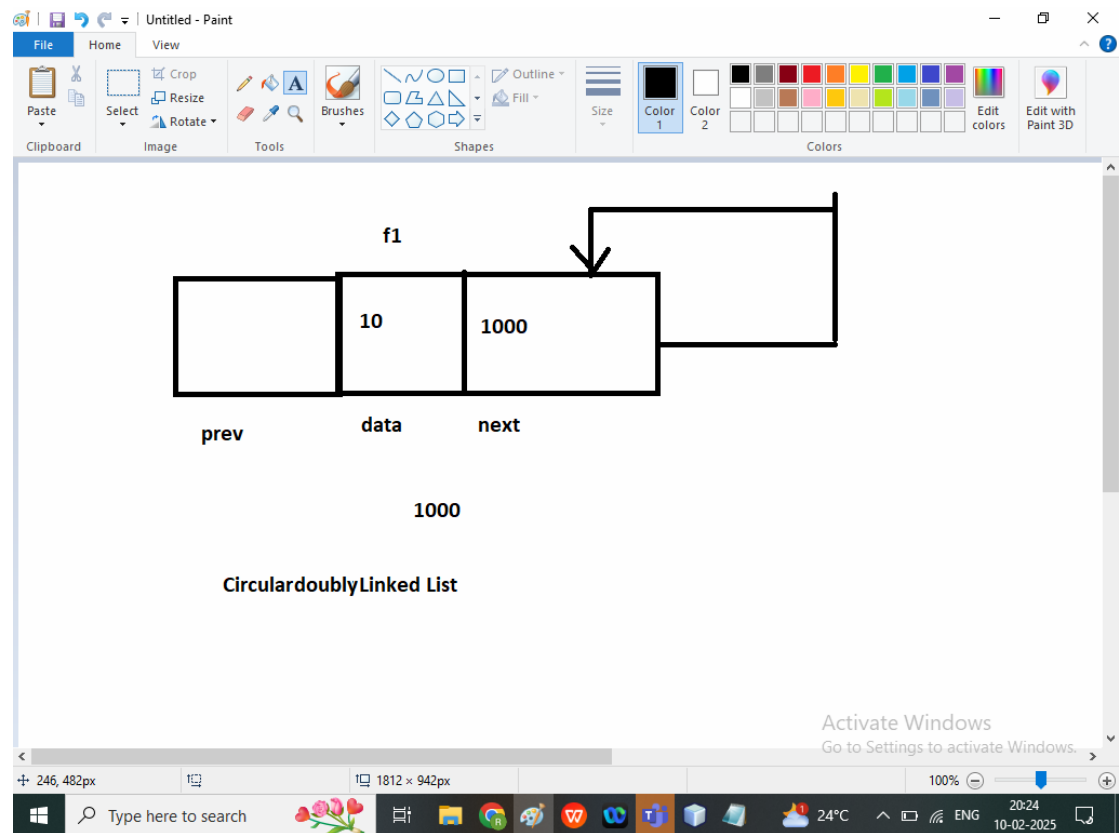 Untitled - Paint
File Home View
Paste
Select
Crop
Resize
Rotate
Brushes
Outline
Fill
Size
Color 1
Color 2
Edit colors
Edit with Paint 3D
Clipboard
Image
Tools
Shapes
Colors
f1
10
1000
prev
data
next
1000
CirculardoublyLinked List
Activate Windows
Go to Settings to activate Windows.
246, 482px
1812 × 942px
100%
Type here to search
24°C
ENG
20:24
10-02-2025